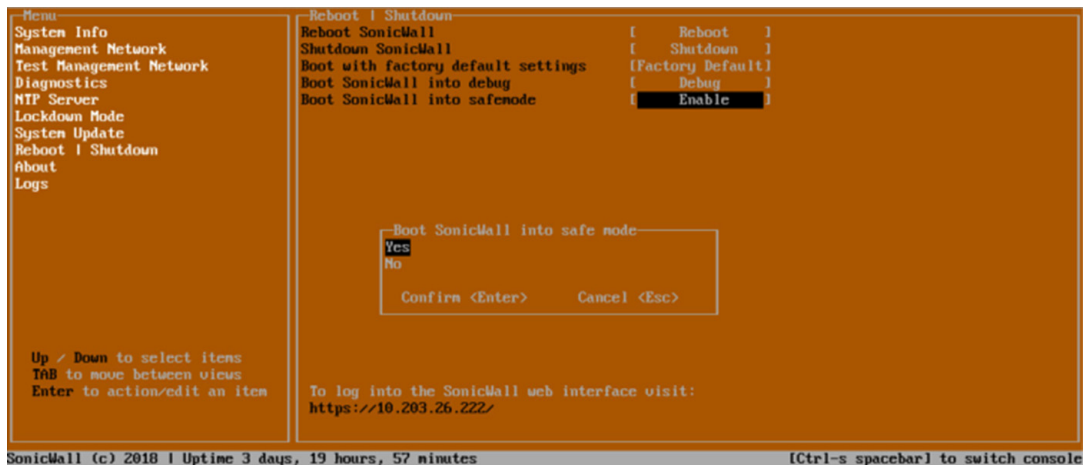 Menu
System Info
Management Network
Test Management Network
Diagnostics
NTP Server
Lockdown Mode
System Update
Reboot | Shutdown
About
Logs
Up / Down to select items
TAB to move between views
Enter to action/edit an item
Reboot | Shutdown
Reboot SonicWall [ Reboot ]
Shutdown SonicWall [ Shutdown ]
Boot with factory default settings [Factory Default]
Boot SonicWall into debug [ Debug ]
Boot SonicWall into safemode [ Enable ]
Boot SonicWall into safe mode
Yes
No
Confirm <Enter> Cancel <Esc>
To log into the SonicWall web interface visit:
https://10.203.26.222/
SonicWall (c) 2018 | Uptime 3 days, 19 hours, 57 minutes [Ctrl-s spacebar] to switch console